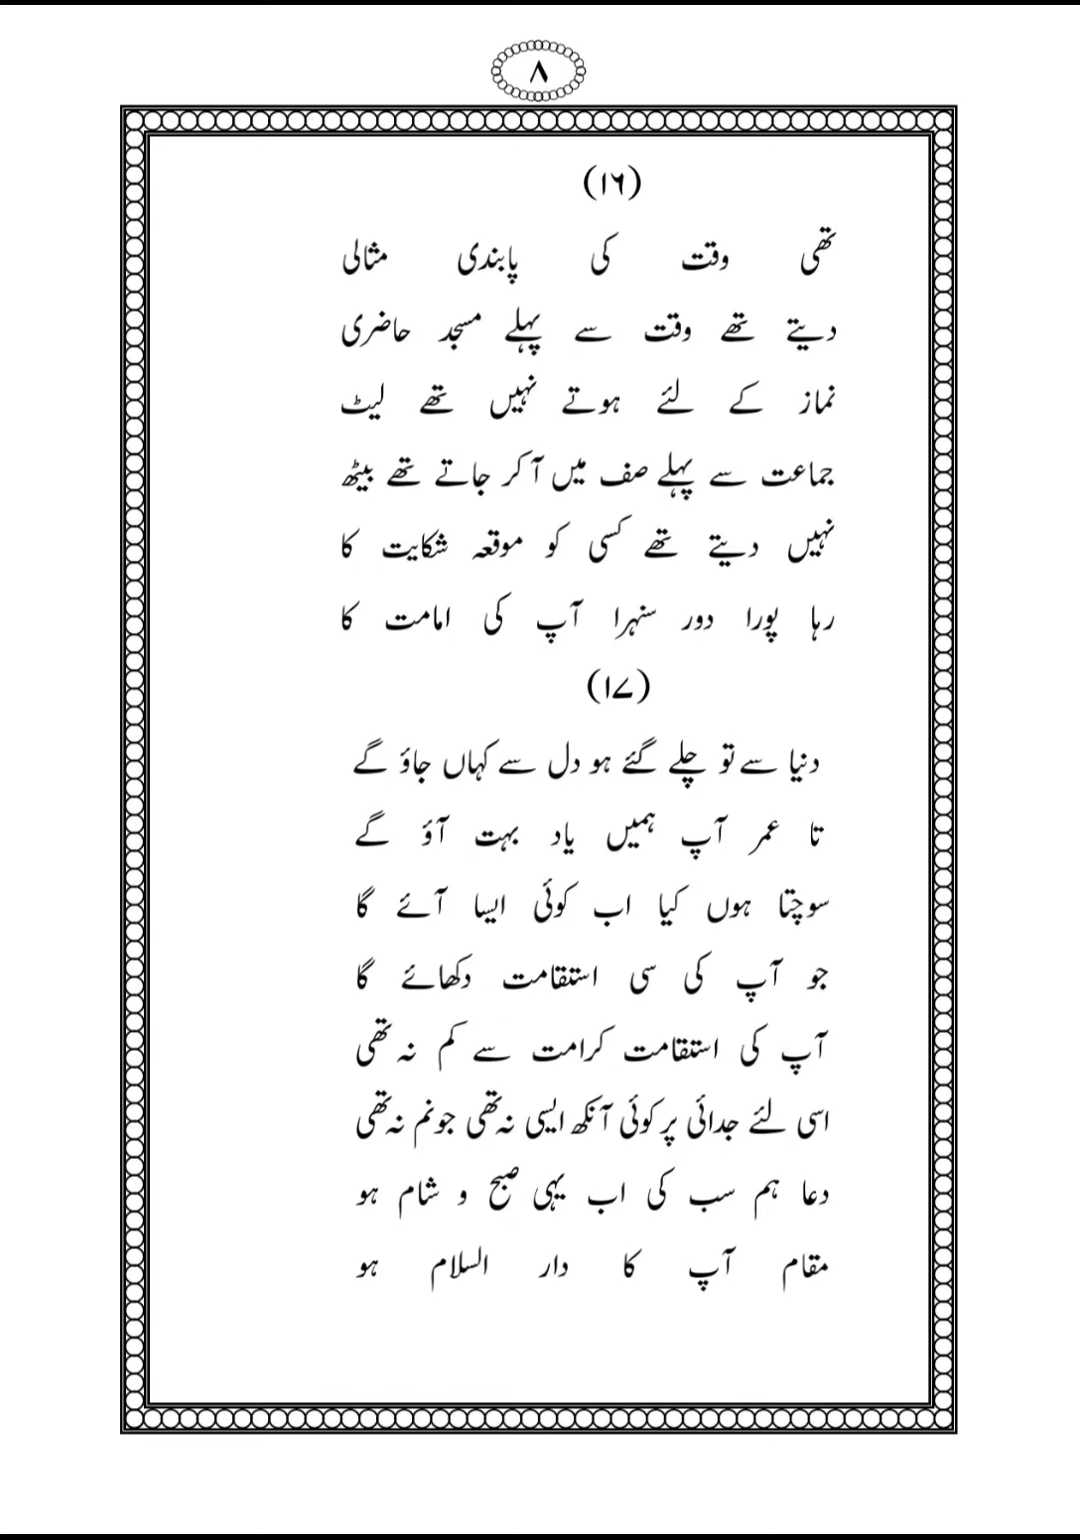 ۸
(۱۶)
تھی وقت کی پابندی مثالی
دیتے تھے وقت سے پہلے مسجد حاضری
نماز کے لئے ہوتے نہیں تھے لیٹ
جماعت سے پہلے صف میں آکر جاتے تھے بیٹھ
نہیں دیتے تھے کسی کو موقعہ شکایت کا
رہا پورا دور سنہرا آپ کی امامت کا
(۱۷)
دنیا سے تو چلے گئے ہو دل سے کہاں جاؤ گے
تا عمر آپ ہمیں یاد بہت آؤ گے
سوچتا ہوں کیا اب کوئی ایسا آئے گا
جو آپ کی سی استقامت دکھائے گا
آپ کی استقامت کرامت سے کم نہ تھی
اسی لئے جدائی پر کوئی آنکھ ایسی نہ تھی جو نم نہ تھی
دعا ہم سب کی اب یہی صبح و شام ہو
مقام آپ کا دار السلام ہو